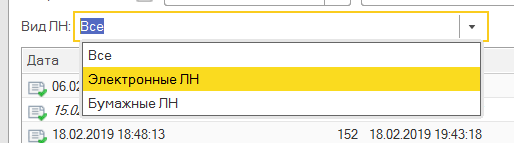 Вид ЛН: Все
Все
Дата
Электронные ЛН
06.02
Бумажные ЛН
15.02
18.02.2019 18:48:13 152 18.02.2019 19:43:18